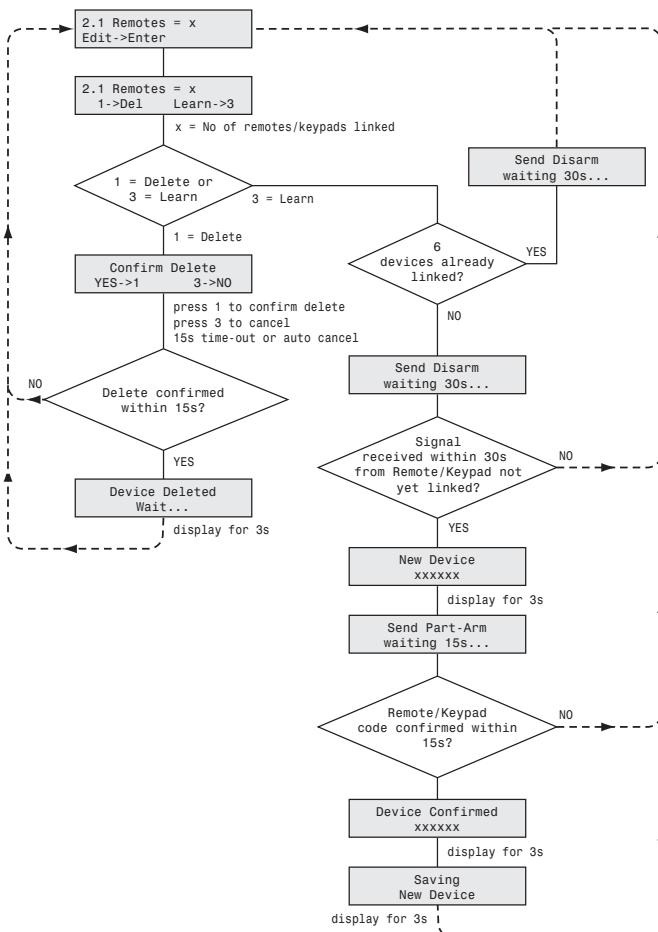 2.1 Remotes = x
Edit->Enter
2.1 Remotes = x
1->Del Learn->3
x = No of remotes/keypads linked
1 = Delete or
3 = Learn
3 = Learn
1 = Delete
Confirm Delete
YES->1 3->NO
press 1 to confirm delete
press 3 to cancel
15s time-out or auto cancel
Delete confirmed
within 15s?
NO
YES
Device Deleted
Wait...
display for 3s
Send Disarm
waiting 30s...
6
devices already
linked?
YES
NO
Send Disarm
waiting 30s...
Signal
received within 30s
from Remote/Keypad not
yet linked?
NO
YES
New Device
xxxxxx
display for 3s
Send Part-Arm
waiting 15s...
Remote/Keypad
code confirmed within
15s?
NO
Device Confirmed
xxxxxx
display for 3s
Saving
New Device
display for 3s